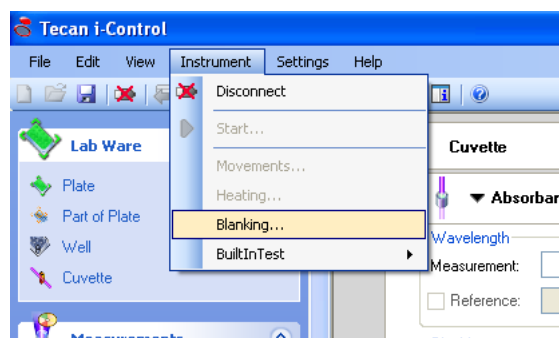 Tecan i-Control
File Edit View Instrument Settings Help
Disconnect
Start...
Movements...
Heating...
Blanking...
BuiltInTest
Lab Ware
Plate
Part of Plate
Well
Cuvette
Cuvette
Wavelength
Measurement:
Reference: